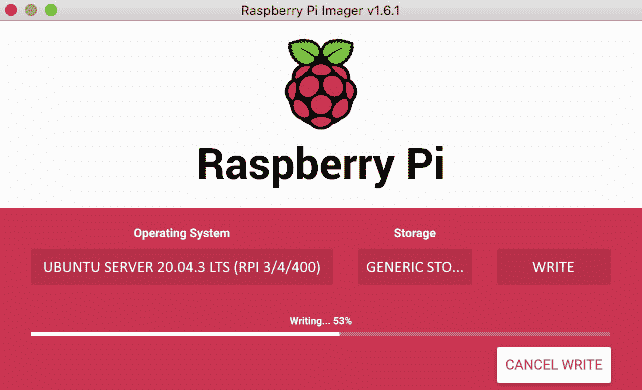 Raspberry Pi Imager v1.6.1
Raspberry Pi
Operating System
Storage
UBUNTU SERVER 20.04.3 LTS (RPI 3/4/400)
GENERIC STO...
WRITE
Writing... 53%
CANCEL WRITE